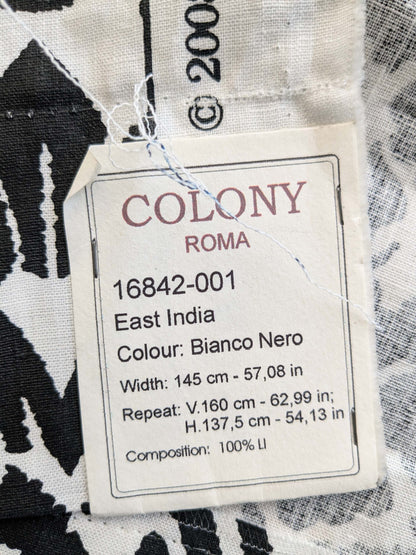 © 200
COLONY
ROMA
16842-001
East India
Colour: Bianco Nero
Width: 145 cm - 57,08 in
Repeat: V.160 cm - 62,99 in;
H.137,5 cm - 54,13 in
Composition: 100% LI